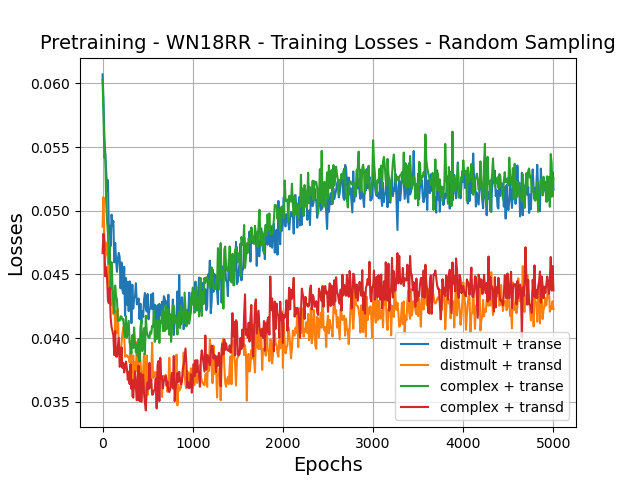 Pretraining - WN18RR - Training Losses - Random Sampling
0.060
0.055
0.050
0.045
0.040
0.035
Losses
0
1000
2000
3000
4000
5000
Epochs
distmult + transe
distmult + transd
complex + transe
complex + transd